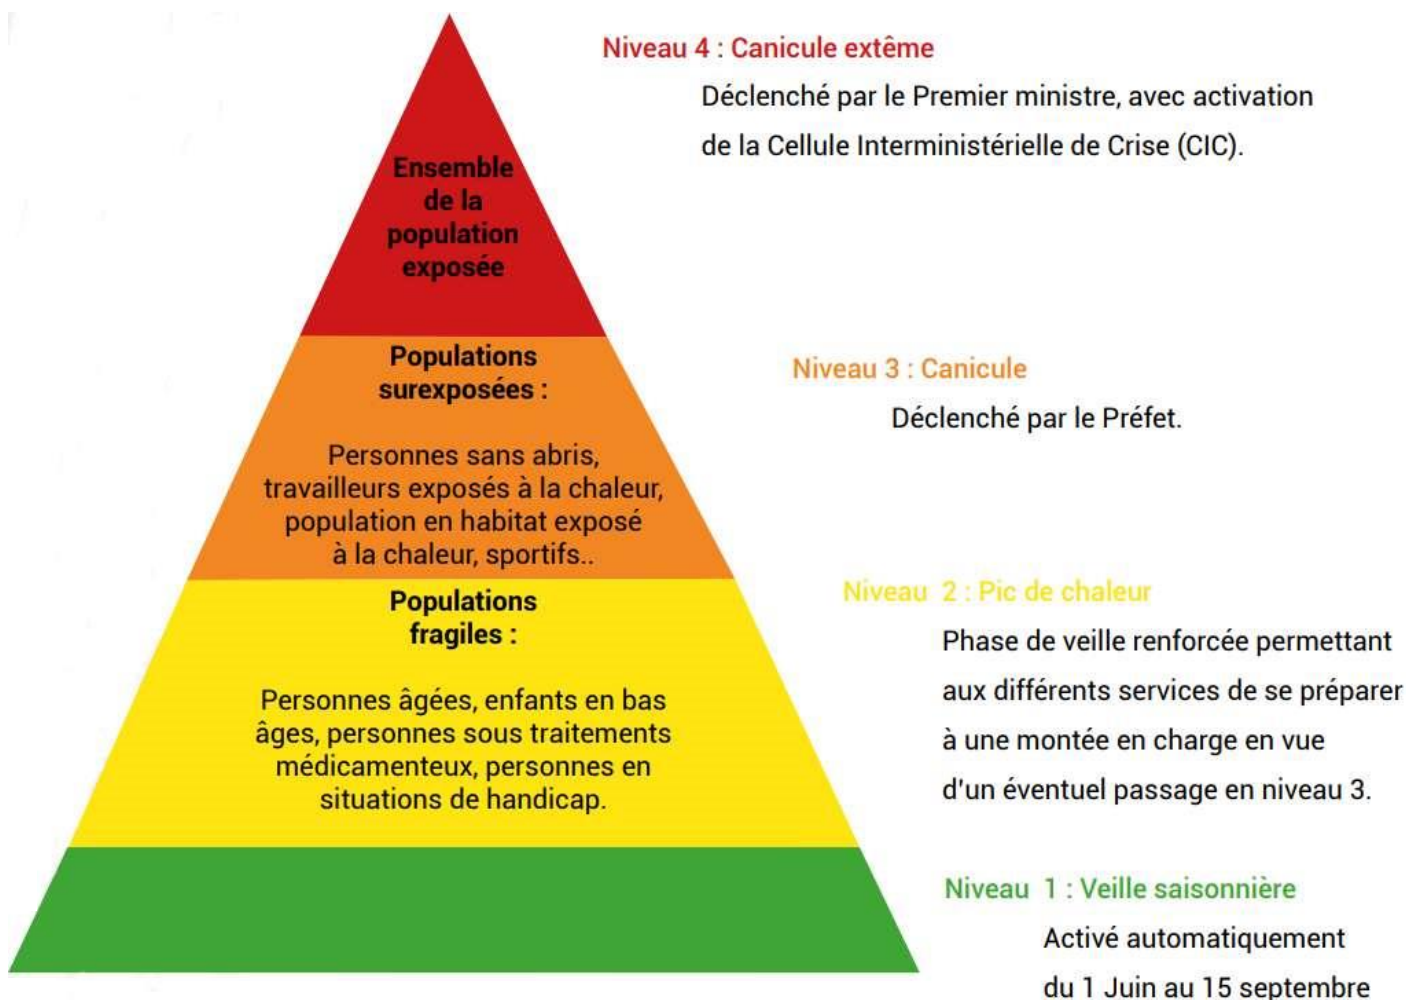 Niveau 4 : Canicule extême
Déclenché par le Premier ministre, avec activation
de la Cellule Interministérielle de Crise (CIC).
Ensemble
de la
population
exposée
Populations
surexposées :
Personnes sans abris,
travailleurs exposés à la chaleur,
population en habitat exposé
à la chaleur, sportifs..
Niveau 3 : Canicule
Déclenché par le Préfet.
Populations
fragiles :
Personnes âgées, enfants en bas
âges, personnes sous traitements
médicamenteux, personnes en
situations de handicap.
Niveau 2 : Pic de chaleur
Phase de veille renforcée permettant
aux différents services de se préparer
à une montée en charge en vue
d'un éventuel passage en niveau 3.
Niveau 1 : Veille saisonnière
Activé automatiquement
du 1 Juin au 15 septembre